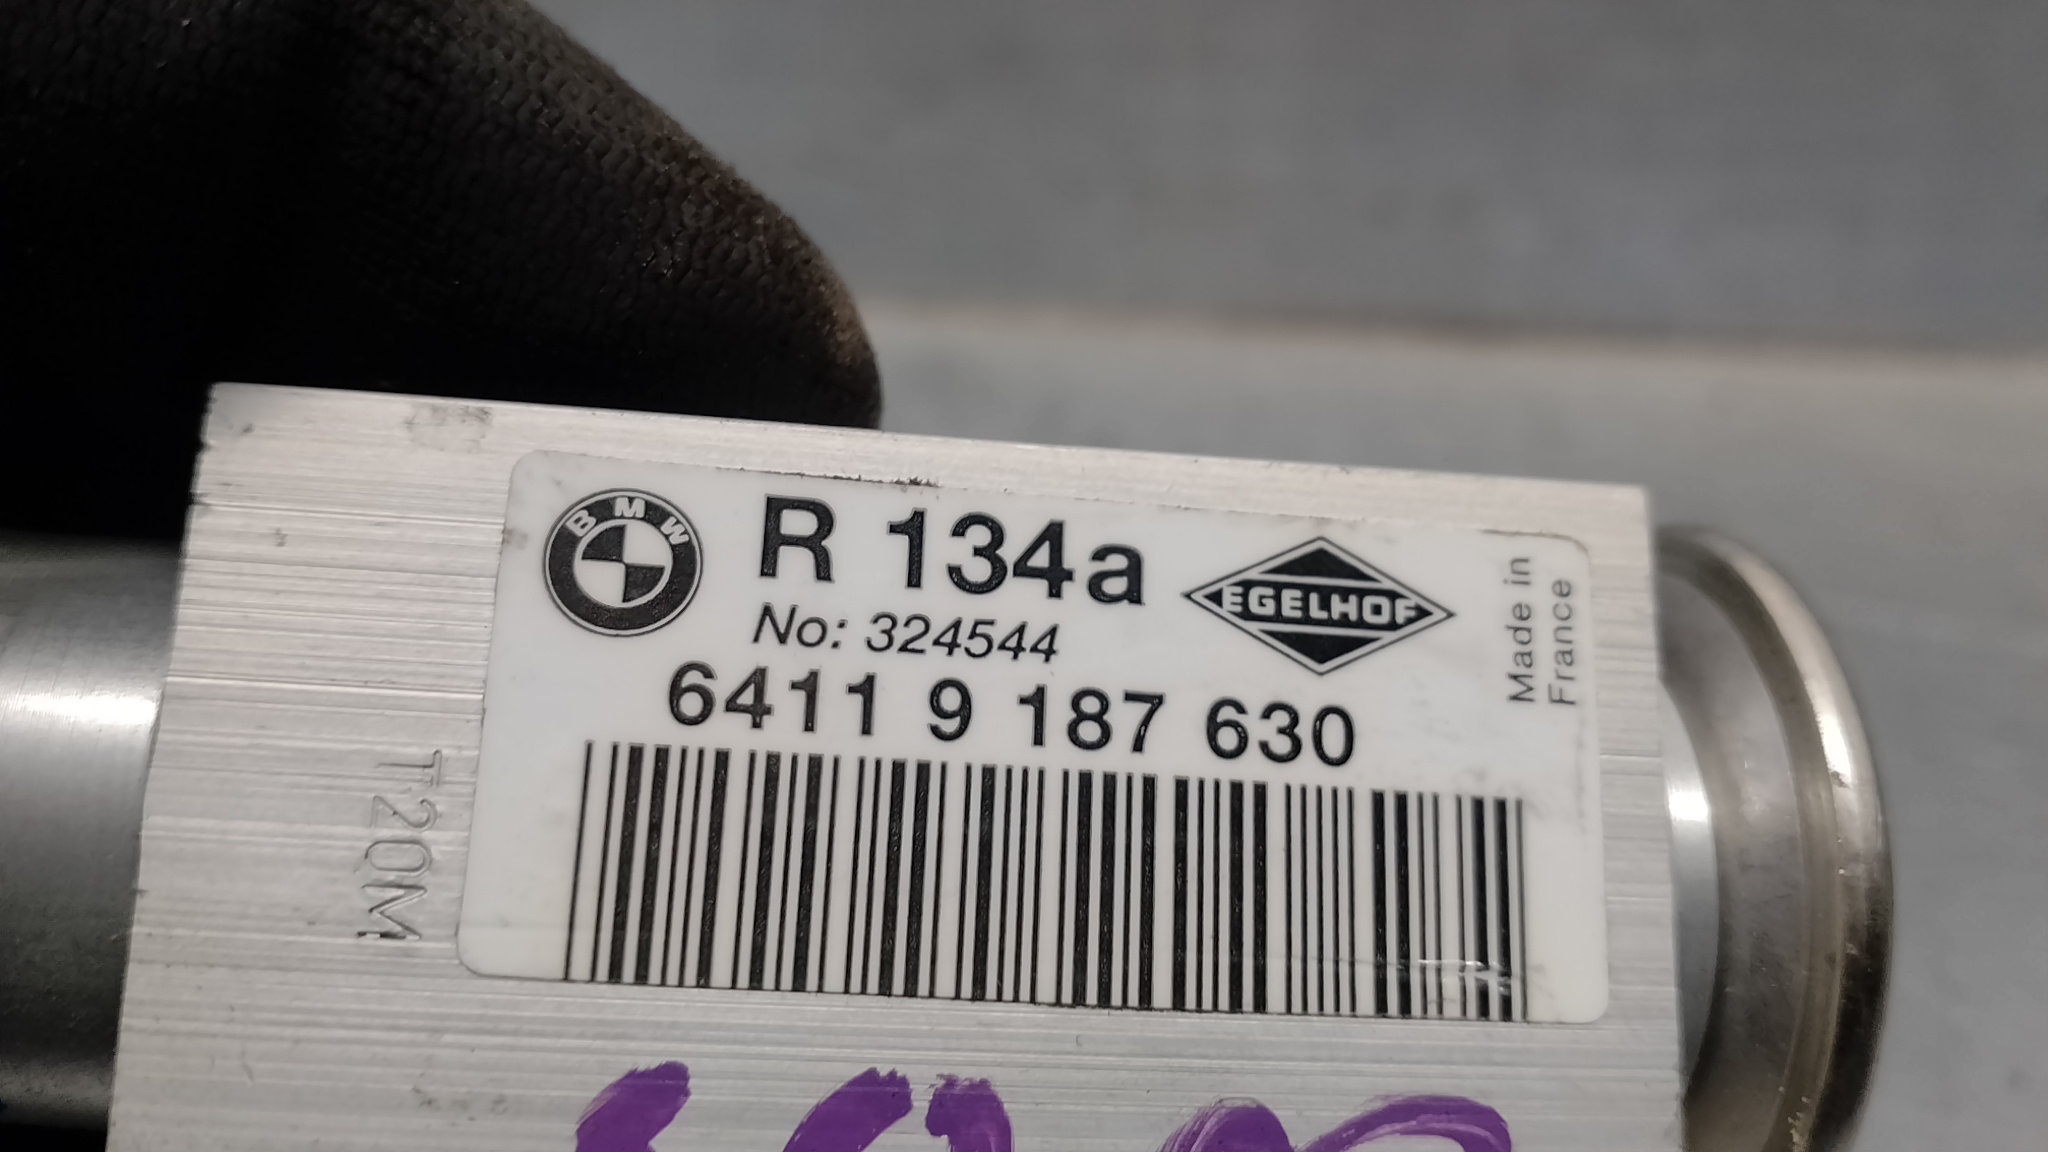 BMW
R 134a
EGELHOF
No: 324544
6411 9 187 630
Made in
France
T20M